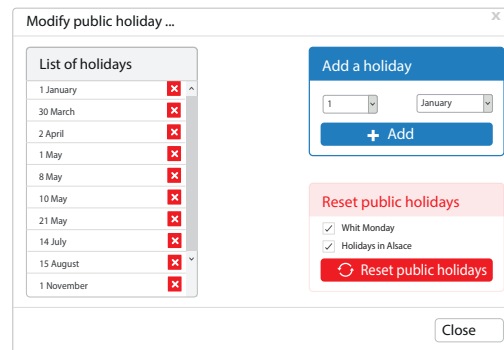 Modify public holiday ...
x
List of holidays
1 January
30 March
2 April
1 May
8 May
10 May
21 May
14 July
15 August
1 November
Add a holiday
1 January
Add
Reset public holidays
Whit Monday
Holidays in Alsace
Reset public holidays
Close